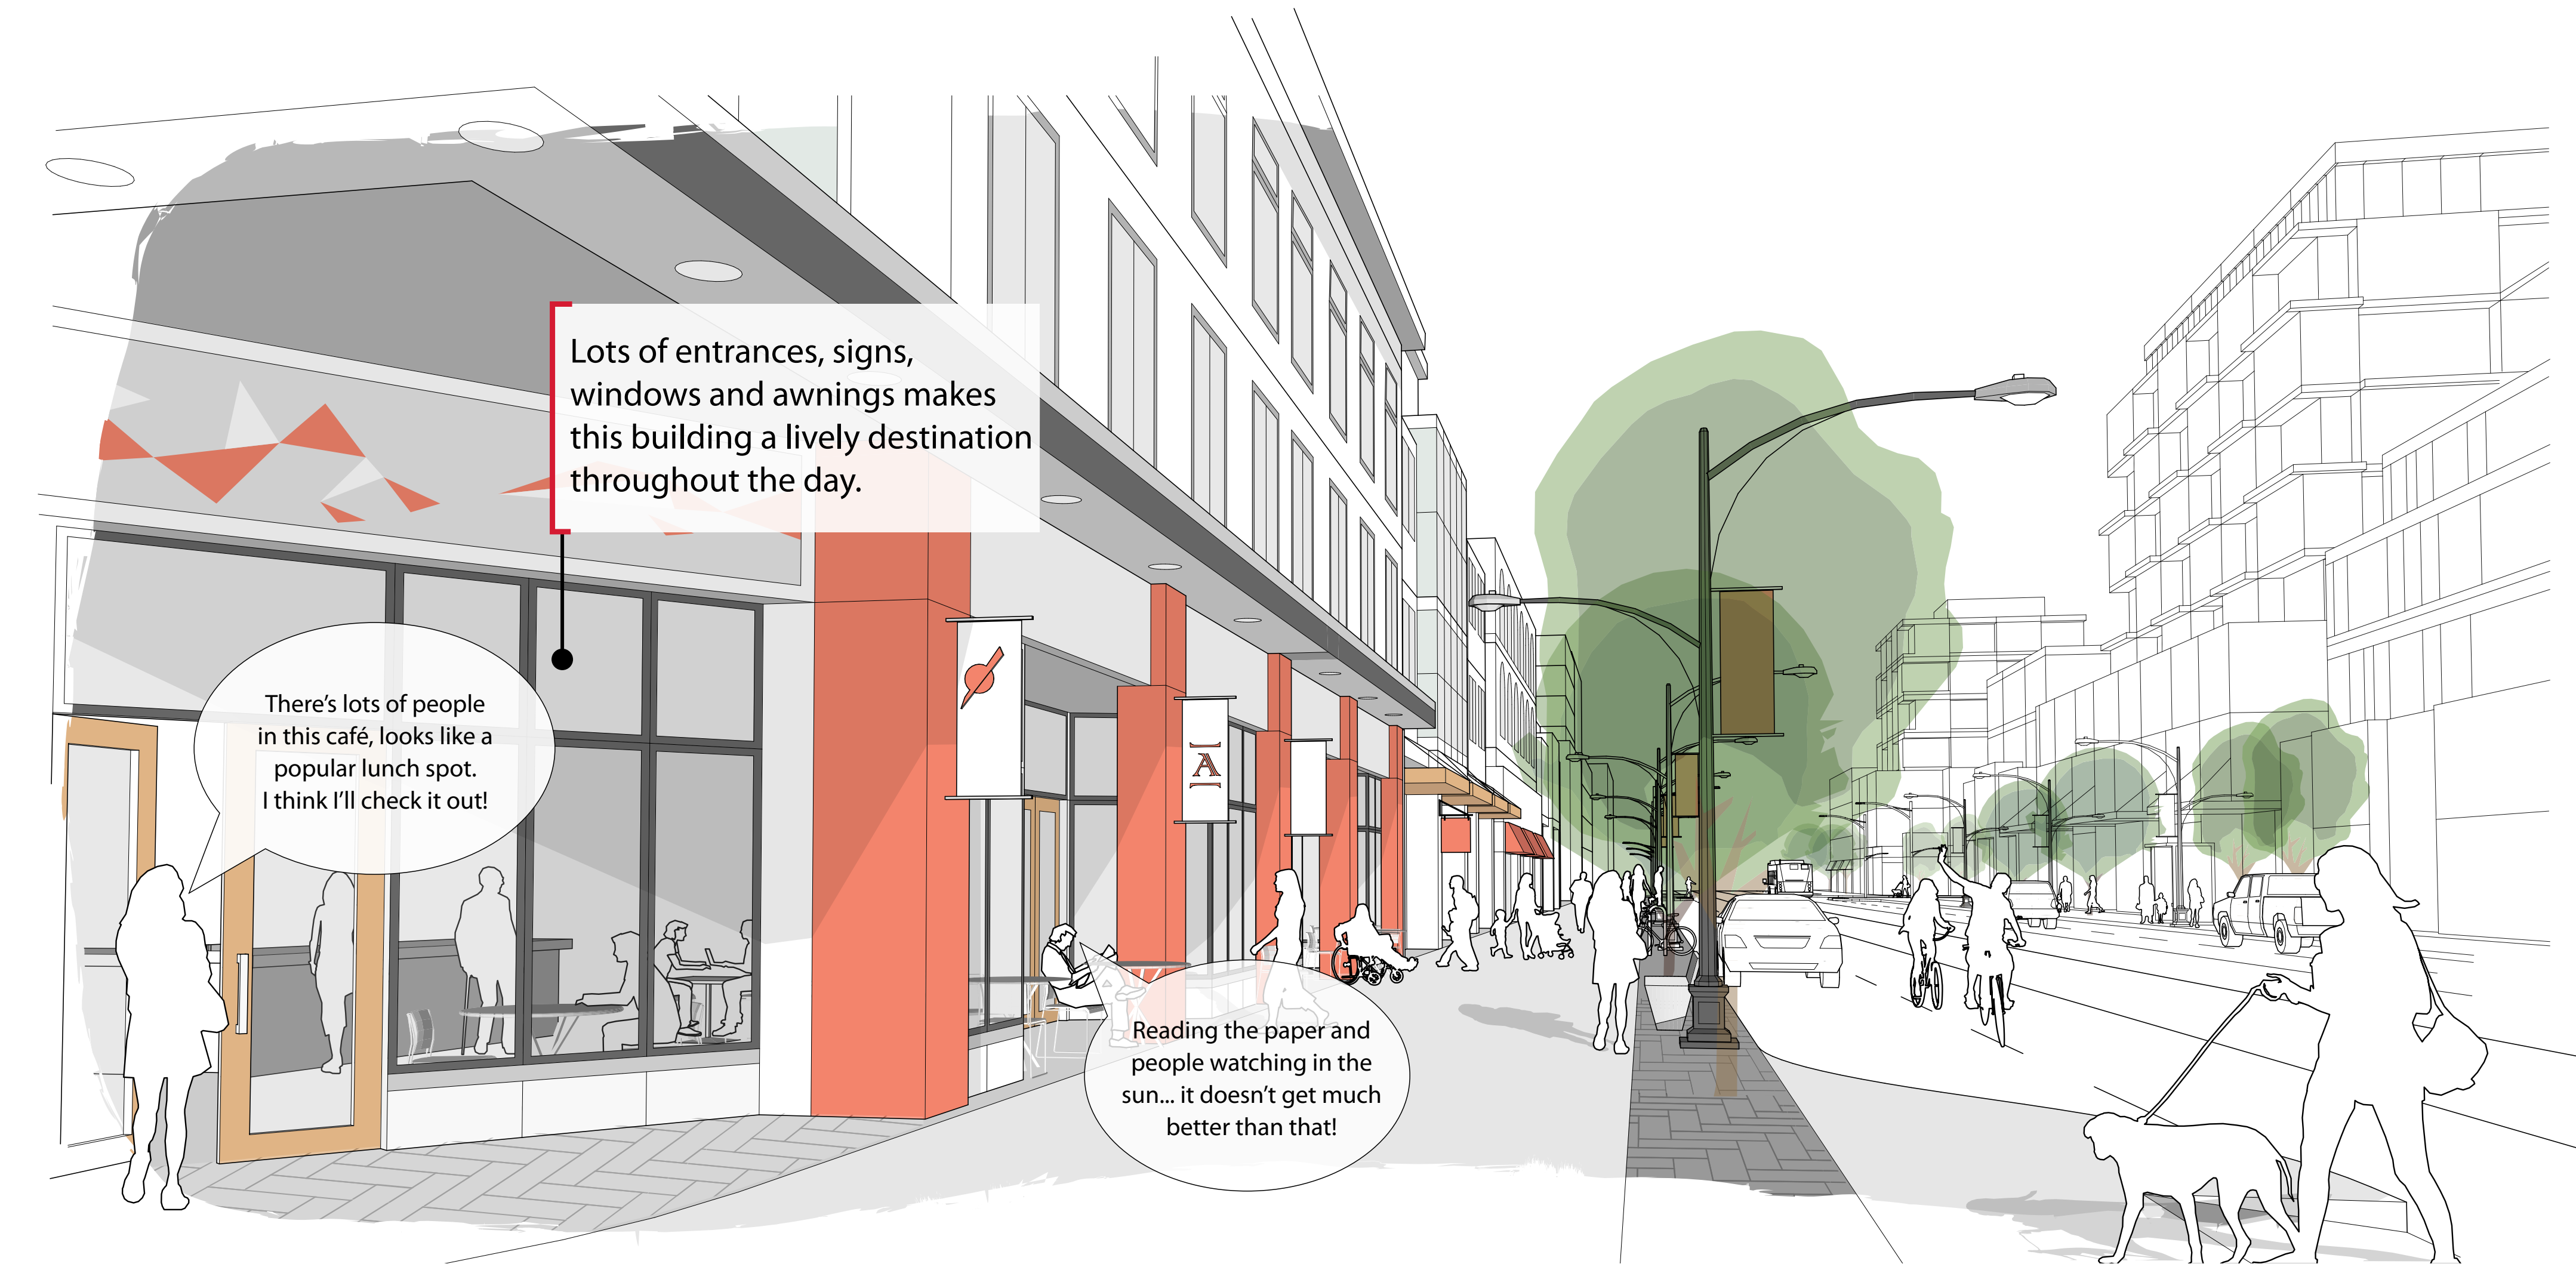 Lots of entrances, signs,
windows and awnings makes
this building a lively destination
throughout the day.
There’s lots of people
in this café, looks like a
popular lunch spot.
I think I’ll check it out!
A
Reading the paper and
people watching in the
sun... it doesn’t get much
better than that!